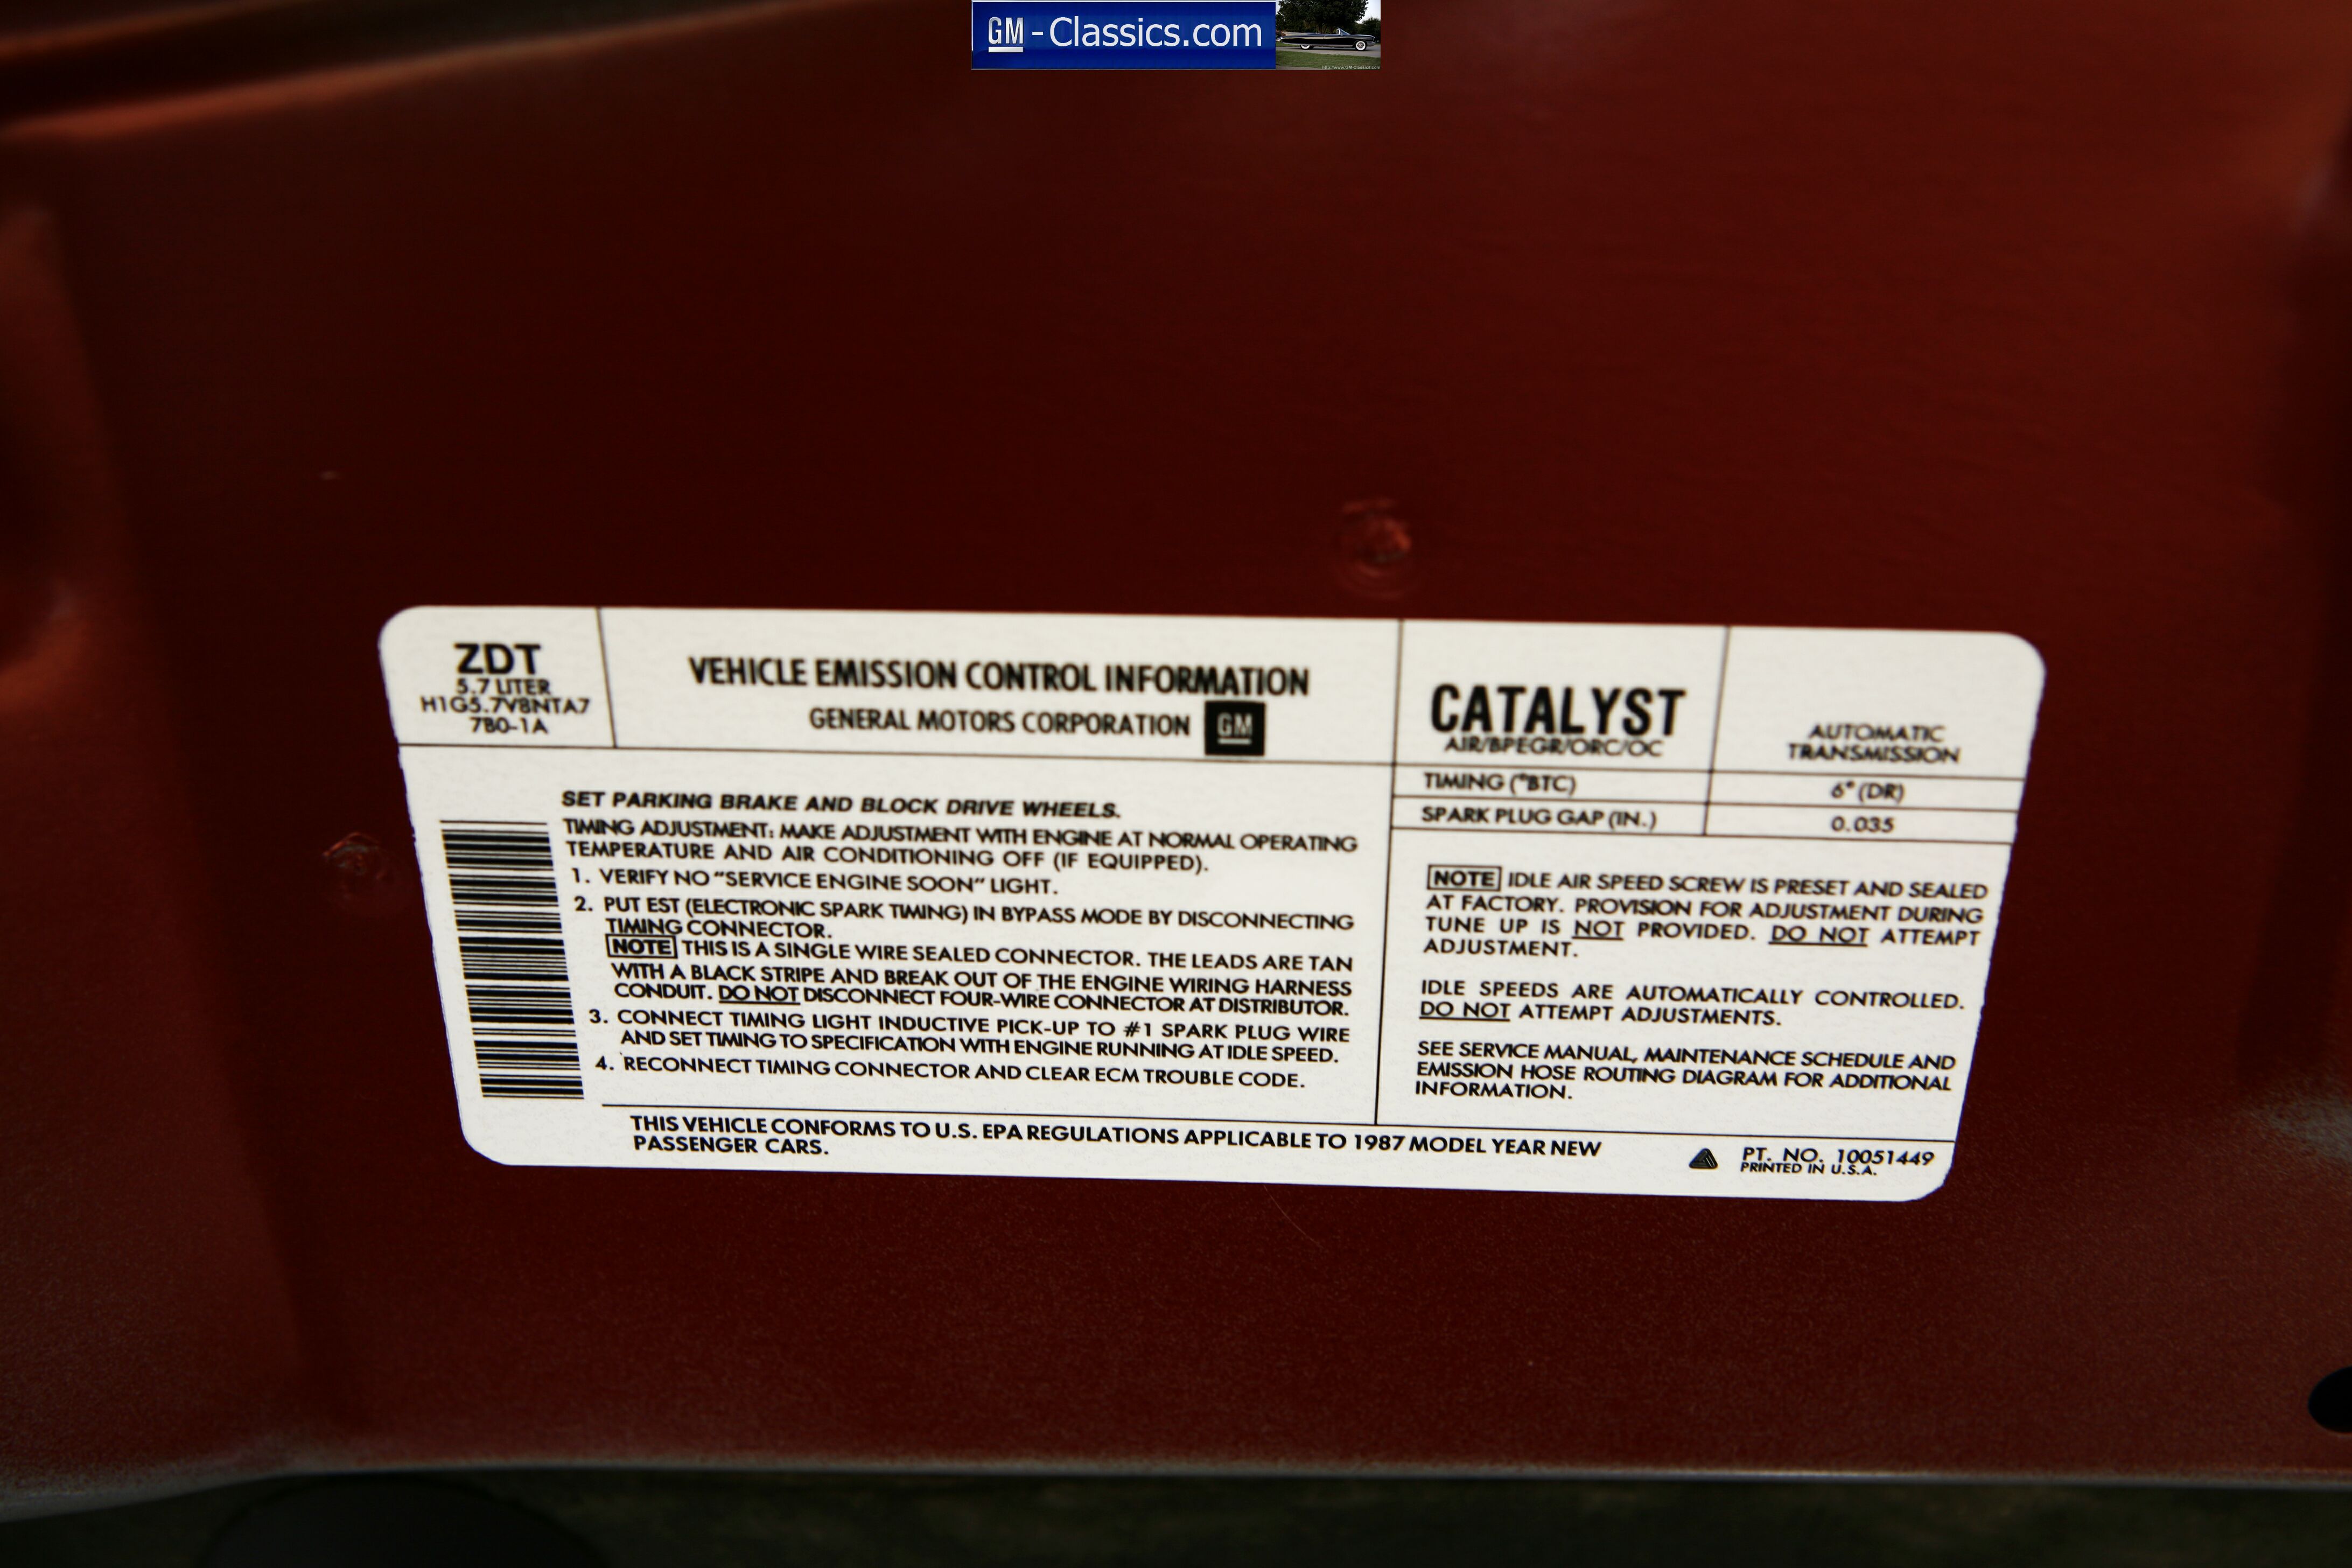 GM-Classics.com
ZDT
5.7 LITER
H1G5.7V8NTA7
7B0-1A
VEHICLE EMISSION CONTROL INFORMATION
GENERAL MOTORS CORPORATION GM
CATALYST
AIR/BPEGR/ORC/OC
AUTOMATIC
TRANSMISSION
TIMING (°BTC) 6° (DR)
SPARK PLUG GAP (IN.) 0.035
SET PARKING BRAKE AND BLOCK DRIVE WHEELS.
TIMING ADJUSTMENT: MAKE ADJUSTMENT WITH ENGINE AT NORMAL OPERATING
TEMPERATURE AND AIR CONDITIONING OFF (IF EQUIPPED).
1. VERIFY NO "SERVICE ENGINE SOON" LIGHT.
2. PUT EST (ELECTRONIC SPARK TIMING) IN BYPASS MODE BY DISCONNECTING
TIMING CONNECTOR.
NOTE THIS IS A SINGLE WIRE SEALED CONNECTOR. THE LEADS ARE TAN
WITH A BLACK STRIPE AND BREAK OUT OF THE ENGINE WIRING HARNESS
CONDUIT. DO NOT DISCONNECT FOUR-WIRE CONNECTOR AT DISTRIBUTOR.
3. CONNECT TIMING LIGHT INDUCTIVE PICK-UP TO #1 SPARK PLUG WIRE
AND SET TIMING TO SPECIFICATION WITH ENGINE RUNNING AT IDLE SPEED.
4. RECONNECT TIMING CONNECTOR AND CLEAR ECM TROUBLE CODE.
NOTE IDLE AIR SPEED SCREW IS PRESET AND SEALED
AT FACTORY. PROVISION FOR ADJUSTMENT DURING
TUNE UP IS NOT PROVIDED. DO NOT ATTEMPT
ADJUSTMENT.
IDLE SPEEDS ARE AUTOMATICALLY CONTROLLED.
DO NOT ATTEMPT ADJUSTMENTS.
SEE SERVICE MANUAL, MAINTENANCE SCHEDULE AND
EMISSION HOSE ROUTING DIAGRAM FOR ADDITIONAL
INFORMATION.
THIS VEHICLE CONFORMS TO U.S. EPA REGULATIONS APPLICABLE TO 1987 MODEL YEAR NEW
PASSENGER CARS.
PT. NO. 10051449
PRINTED IN U.S.A.